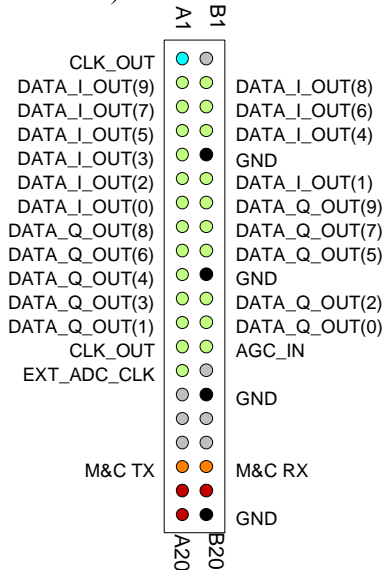 A1 B1
CLK_OUT
DATA_I_OUT(9) DATA_I_OUT(8)
DATA_I_OUT(7) DATA_I_OUT(6)
DATA_I_OUT(5) DATA_I_OUT(4)
DATA_I_OUT(3) GND
DATA_I_OUT(2) DATA_I_OUT(1)
DATA_I_OUT(0) DATA_Q_OUT(9)
DATA_Q_OUT(8) DATA_Q_OUT(7)
DATA_Q_OUT(6) DATA_Q_OUT(5)
DATA_Q_OUT(4) GND
DATA_Q_OUT(3) DATA_Q_OUT(2)
DATA_Q_OUT(1) DATA_Q_OUT(0)
CLK_OUT AGC_IN
EXT_ADC_CLK
GND
M&C TX M&C RX
GND
A20 B20